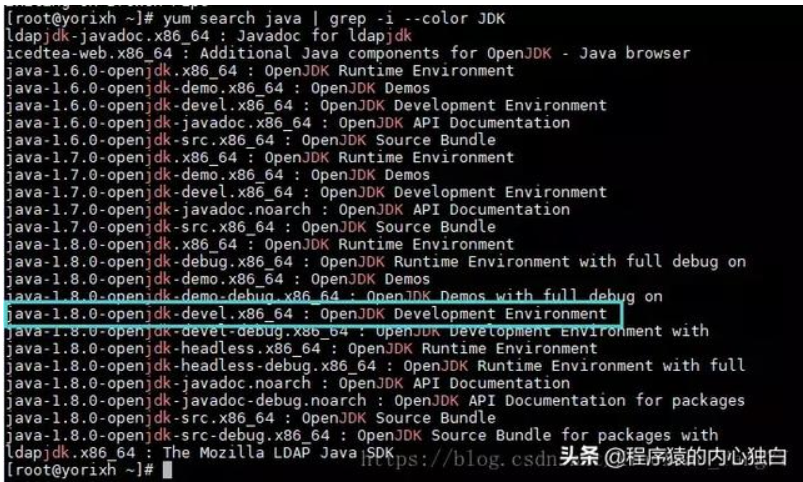 [root@yorixh ~]# yum search java | grep -i --color JDK
ldapjdk-javadoc.x86_64 : Javadoc for ldapjdk
icedtea-web.x86_64 : Additional Java components for OpenJDK - Java browser
java-1.6.0-openjdk.x86_64 : OpenJDK Runtime Environment
java-1.6.0-openjdk-demo.x86_64 : OpenJDK Demos
java-1.6.0-openjdk-devel.x86_64 : OpenJDK Development Environment
java-1.6.0-openjdk-javadoc.x86_64 : OpenJDK API Documentation
java-1.6.0-openjdk-src.x86_64 : OpenJDK Source Bundle
java-1.7.0-openjdk.x86_64 : OpenJDK Runtime Environment
java-1.7.0-openjdk-demo.x86_64 : OpenJDK Demos
java-1.7.0-openjdk-devel.x86_64 : OpenJDK Development Environment
java-1.7.0-openjdk-javadoc.noarch : OpenJDK API Documentation
java-1.7.0-openjdk-src.x86_64 : OpenJDK Source Bundle
java-1.8.0-openjdk.x86_64 : OpenJDK Runtime Environment
java-1.8.0-openjdk-debug.x86_64 : OpenJDK Runtime Environment with full debug on
java-1.8.0-openjdk-demo.x86_64 : OpenJDK Demos
java-1.8.0-openjdk-demo-debug.x86_64 : OpenJDK Demos with full debug on
java-1.8.0-openjdk-devel.x86_64 : OpenJDK Development Environment
java-1.8.0-openjdk-devel-debug.x86_64 : OpenJDK Development Environment with
java-1.8.0-openjdk-headless.x86_64 : OpenJDK Runtime Environment
java-1.8.0-openjdk-headless-debug.x86_64 : OpenJDK Runtime Environment with full
java-1.8.0-openjdk-javadoc.noarch : OpenJDK API Documentation
java-1.8.0-openjdk-javadoc-debug.noarch : OpenJDK API Documentation for packages
java-1.8.0-openjdk-src.x86_64 : OpenJDK Source Bundle
java-1.8.0-openjdk-src-debug.x86_64 : OpenJDK Source Bundle for packages with
ldapjdk.x86_64 : The Mozilla LDAP Java SDK
https://blog.csdn
头条 @程序猿的内心独白
[root@yorixh ~]#